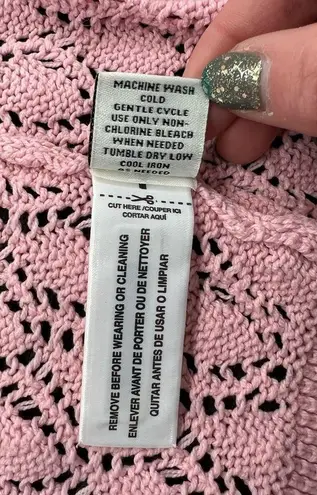 MACHINE WASH
COLD
GENTLE CYCLE
USE ONLY NON-
CHLORINE BLEACH
WHEN NEEDED
TUMBLE DRY LOW
COOL IRON
AS NEEDED
CUT HERE /COUPER ICI
CORTAR AQUÍ
REMOVE BEFORE WEARING OR CLEANING
ENLEVER AVANT DE PORTER OU DE NETTOYER
QUITAR ANTES DE USAR O LIMPIAR